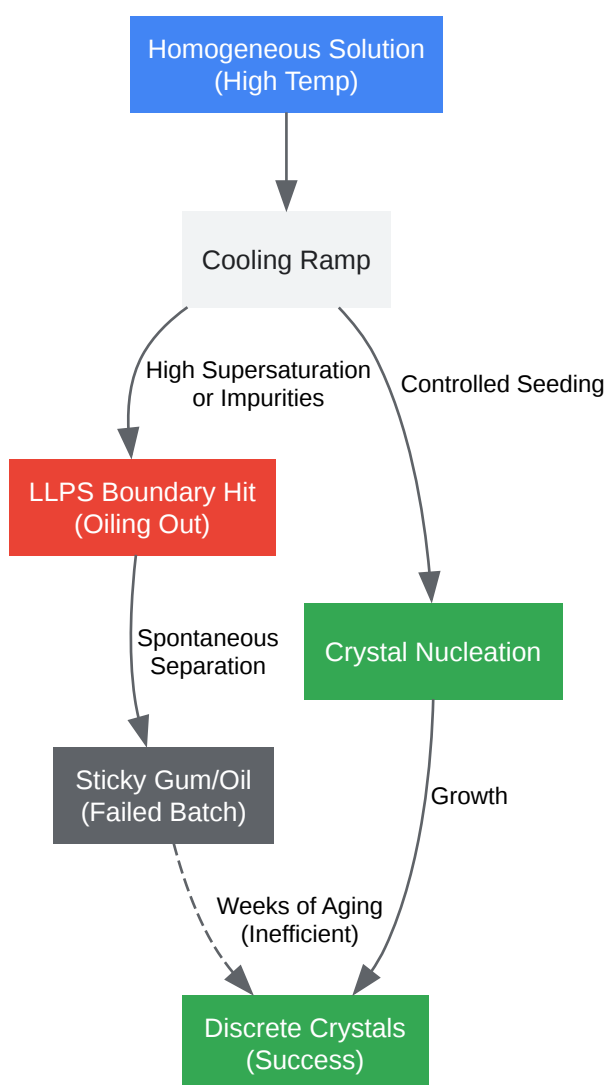 Homogeneous Solution
(High Temp)
Cooling Ramp
High Supersaturation
or Impurities
Controlled Seeding
LLPS Boundary Hit
(Oiling Out)
Spontaneous
Separation
Crystal Nucleation
Sticky Gum/Oil
(Failed Batch)
Growth
Weeks of Aging
(Inefficient)
Discrete Crystals
(Success)